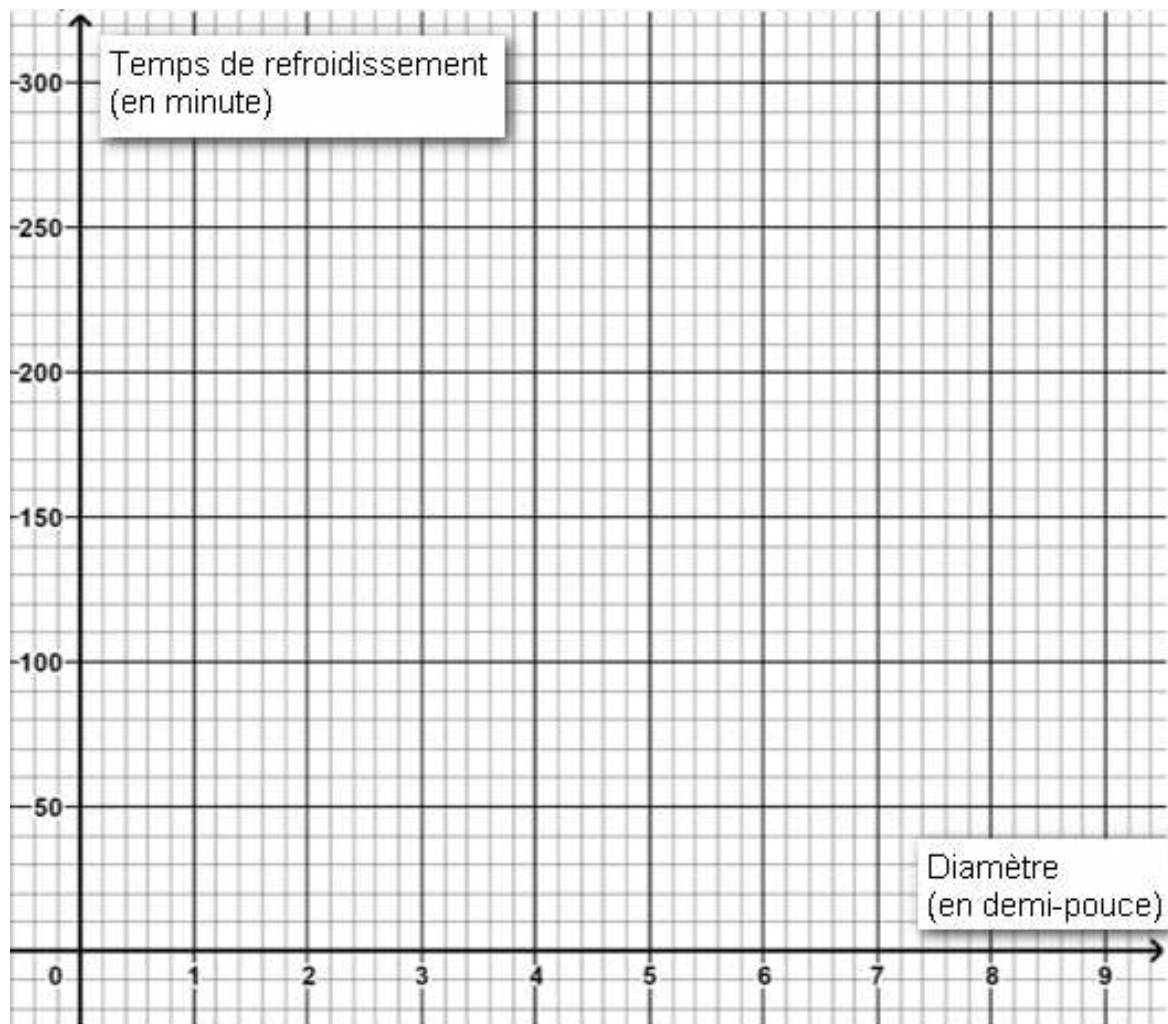 Temps de refroidissement
(en minute)
300
250
200
150
100
50
Diamètre
(en demi-pouce)
0 1 2 3 4 5 6 7 8 9